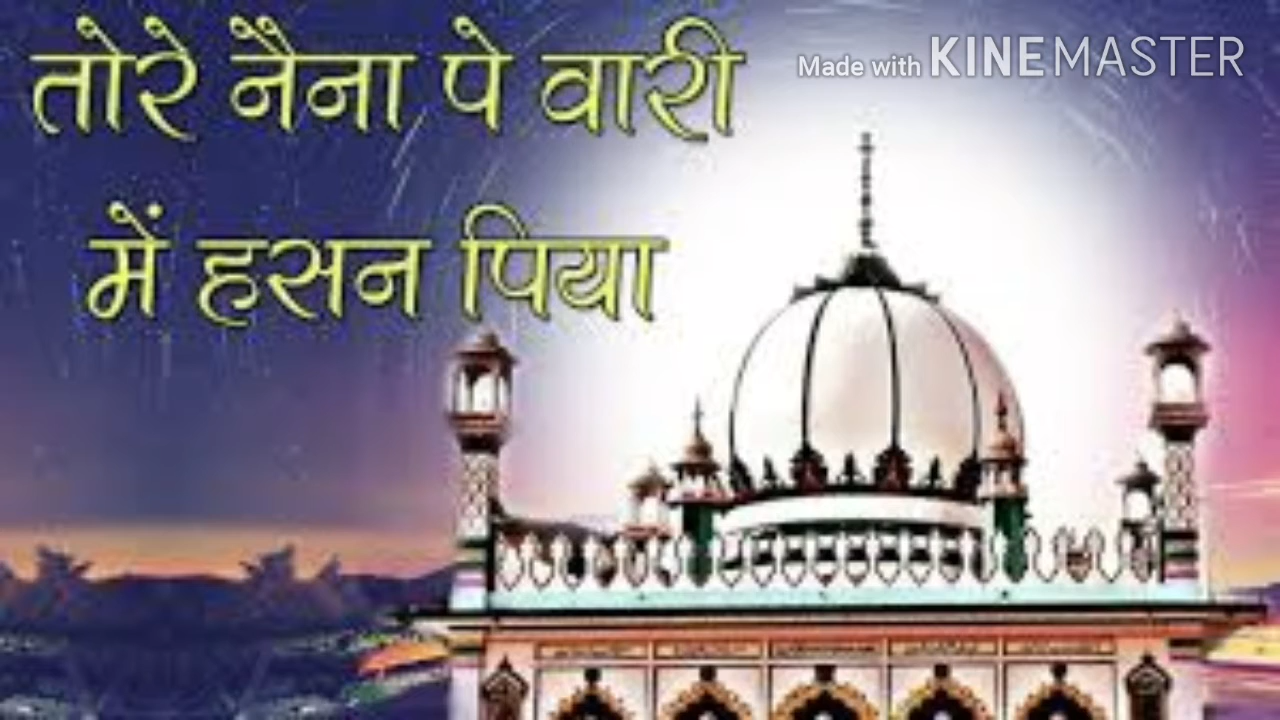 तोरे नैना पे वारी
Made with KINEMASTER
में हसन पिया